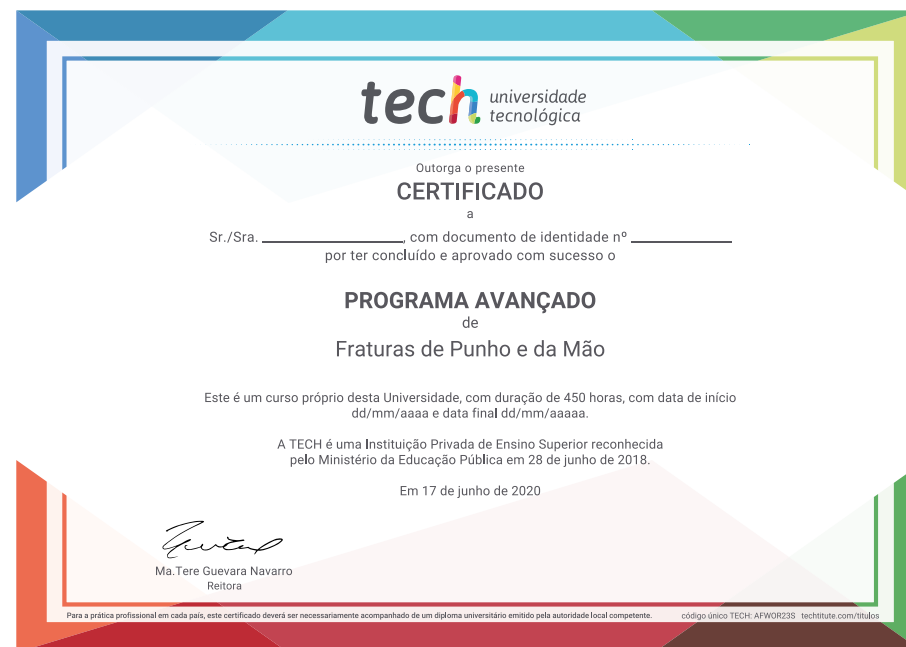 tech universidade
tecnológica
Outorga o presente
CERTIFICADO
a
Sr./Sra. ____________, com documento de identidade nº ____________
por ter concluído e aprovado com sucesso o
PROGRAMA AVANÇADO
de
Fraturas de Punho e da Mão
Este é um curso próprio desta Universidade, com duração de 450 horas, com data de início
dd/mm/aaaa e data final dd/mm/aaaaa.
A TECH é uma Instituição Privada de Ensino Superior reconhecida
pelo Ministério da Educação Pública em 28 de junho de 2018.
Em 17 de junho de 2020
Ma.Tere Guevara Navarro
Reitora
Para a prática profissional em cada país, este certificado deverá ser necessariamente acompanhado de um diploma universitário emitido pela autoridade local competente. código único TECH: AFWOR23S techtitute.com/titulos